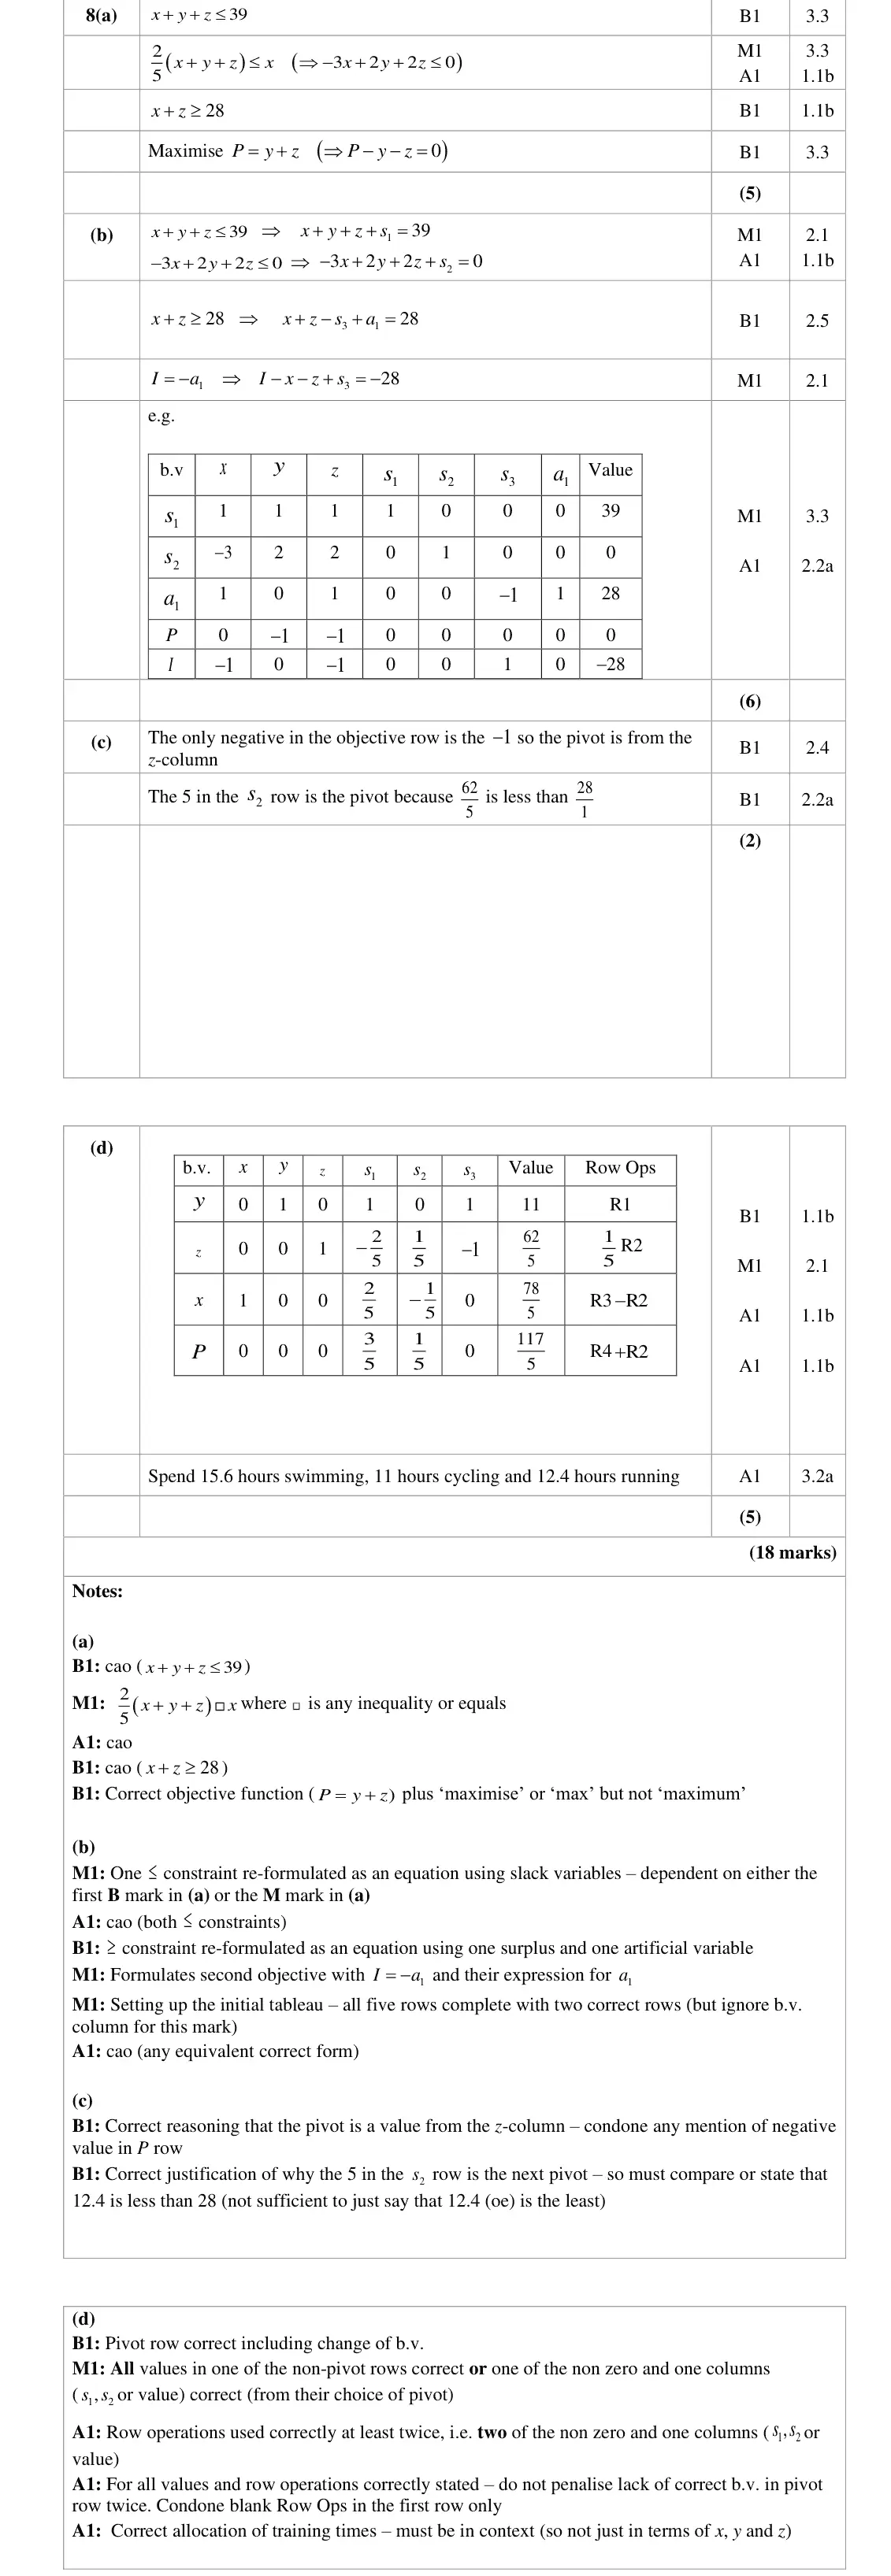 8(a) x + y + z ≤ 39 B1 3.3
2/5 (x + y + z) ≤ x (⇒ −3x + 2y + 2z ≤ 0) M1 3.3
A1 1.1b
x + z ≥ 28 B1 1.1b
Maximise P = y + z (⇒ P − y − z = 0) B1 3.3
(5)
(b) x + y + z ≤ 39 ⇒ x + y + z + s₁ = 39 M1 2.1
−3x + 2y + 2z ≤ 0 ⇒ −3x + 2y + 2z + s₂ = 0 A1 1.1b
x + z ≥ 28 ⇒ x + z − s₃ + a₁ = 28 B1 2.5
I = −a₁ ⇒ I − x − z + s₃ = −28 M1 2.1
e.g.
b.v x y z s₁ s₂ s₃ a₁ Value
s₁ 1 1 1 1 0 0 0 39 M1 3.3
s₂ −3 2 2 0 1 0 0 0 A1 2.2a
a₁ 1 0 1 0 0 −1 1 28
P 0 −1 −1 0 0 0 0 0
I −1 0 −1 0 0 1 0 −28
(6)
(c) The only negative in the objective row is the −1 so the pivot is from the
z-column B1 2.4
The 5 in the s₂ row is the pivot because 62/5 is less than 28/1 B1 2.2a
(2)
(d)
b.v. x y z s₁ s₂ s₃ Value Row Ops
y 0 1 0 1 0 1 11 R1 B1 1.1b
z 0 0 1 −2/5 1/5 −1 62/5 1/5 R2 M1 2.1
x 1 0 0 2/5 −1/5 0 78/5 R3 −R2 A1 1.1b
P 0 0 0 3/5 1/5 0 117/5 R4 +R2 A1 1.1b
Spend 15.6 hours swimming, 11 hours cycling and 12.4 hours running A1 3.2a
(5)
(18 marks)
Notes:
(a)
B1: cao ( x + y + z ≤ 39 )
M1: 2/5 (x + y + z) □ x where □ is any inequality or equals
A1: cao
B1: cao ( x + z ≥ 28 )
B1: Correct objective function ( P = y + z) plus ‘maximise’ or ‘max’ but not ‘maximum’
(b)
M1: One ≤ constraint re-formulated as an equation using slack variables – dependent on either the
first B mark in (a) or the M mark in (a)
A1: cao (both ≤ constraints)
B1: ≥ constraint re-formulated as an equation using one surplus and one artificial variable
M1: Formulates second objective with I = −a₁ and their expression for a₁
M1: Setting up the initial tableau – all five rows complete with two correct rows (but ignore b.v.
column for this mark)
A1: cao (any equivalent correct form)
(c)
B1: Correct reasoning that the pivot is a value from the z-column – condone any mention of negative
value in P row
B1: Correct justification of why the 5 in the s₂ row is the next pivot – so must compare or state that
12.4 is less than 28 (not sufficient to just say that 12.4 (oe) is the least)
(d)
B1: Pivot row correct including change of b.v.
M1: All values in one of the non-pivot rows correct or one of the non zero and one columns
( s₁, s₂ or value) correct (from their choice of pivot)
A1: Row operations used correctly at least twice, i.e. two of the non zero and one columns ( s₁, s₂ or
value)
A1: For all values and row operations correctly stated – do not penalise lack of correct b.v. in pivot
row twice. Condone blank Row Ops in the first row only
A1: Correct allocation of training times – must be in context (so not just in terms of x, y and z)